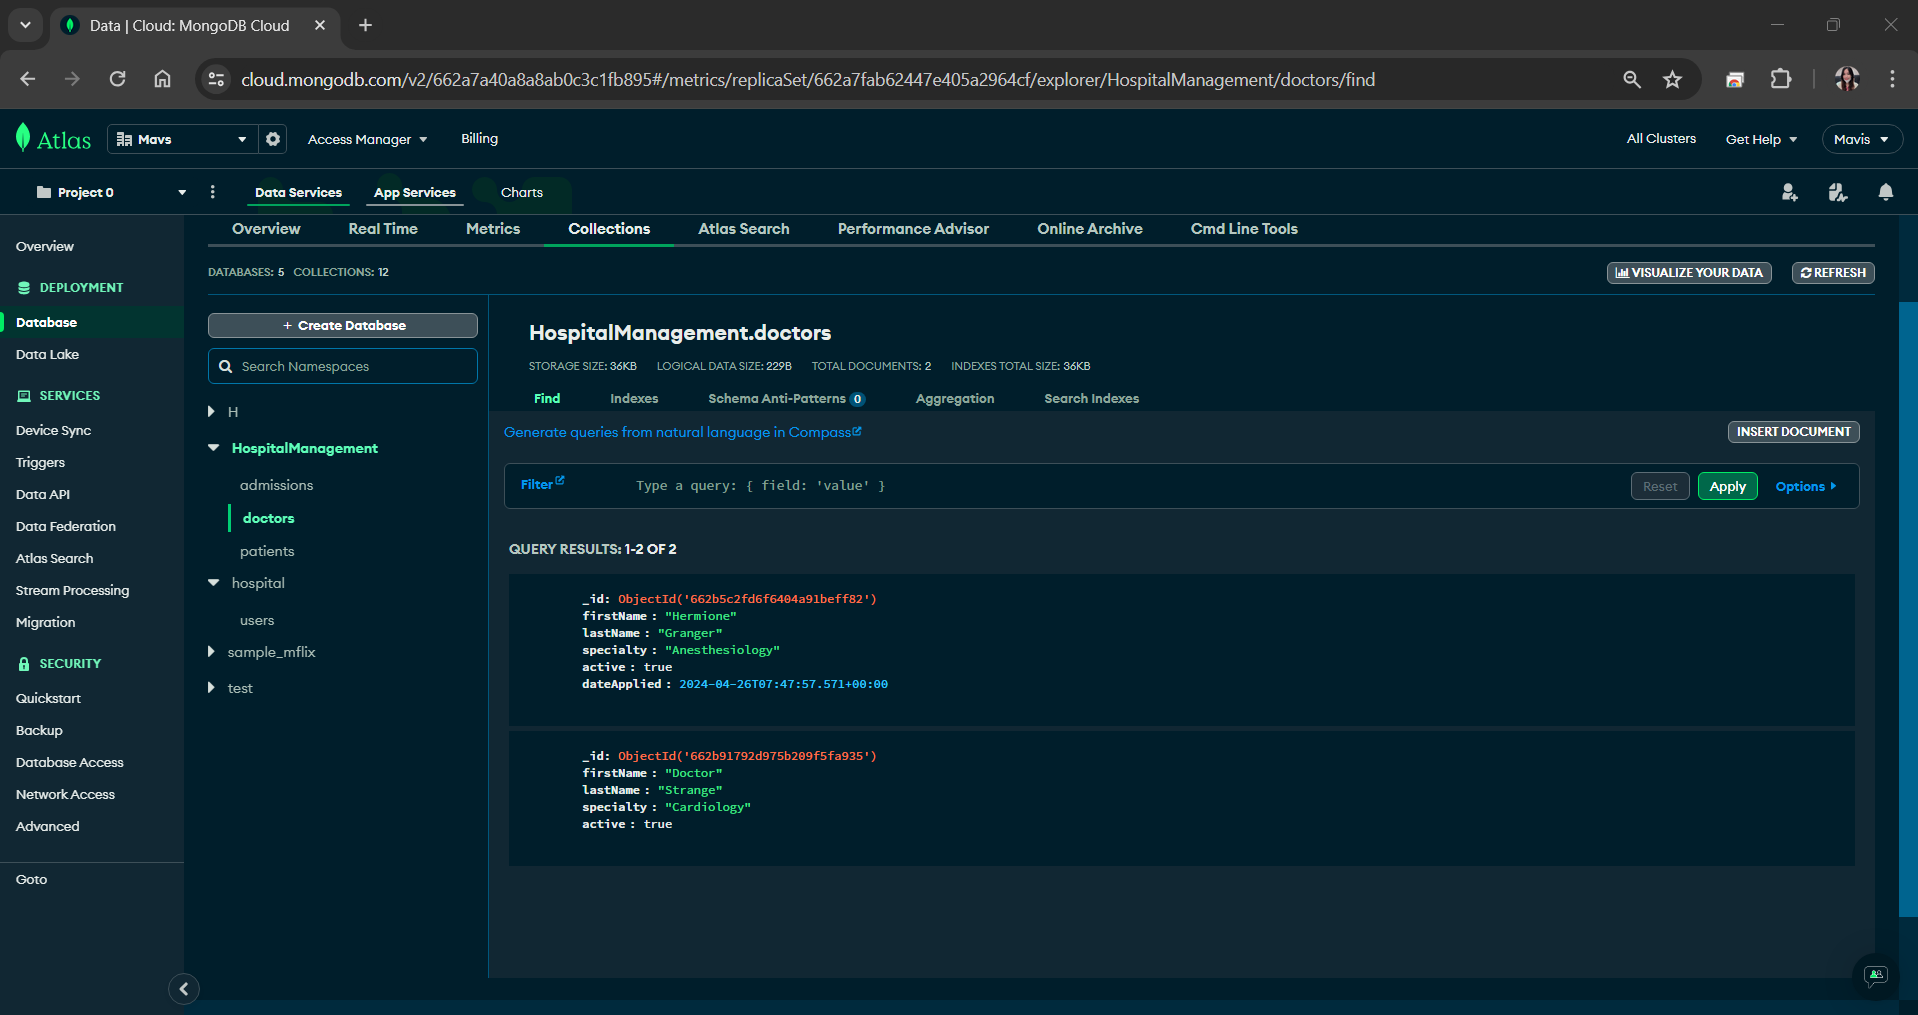 Data | Cloud: MongoDB Cloud
cloud.mongodb.com/v2/662a7a40a8a8ab0c3c1fb895#/metrics/replicaSet/662a7fab62447e405a2964cf/explorer/HospitalManagement/doctors/find
Atlas
Mavs
Access Manager
Billing
All Clusters
Get Help
Mavis
Project 0
Data Services
App Services
Charts
Overview
DEPLOYMENT
Database
Data Lake
SERVICES
Device Sync
Triggers
Data API
Data Federation
Atlas Search
Stream Processing
Migration
SECURITY
Quickstart
Backup
Database Access
Network Access
Advanced
Goto
Overview
Real Time
Metrics
Collections
Atlas Search
Performance Advisor
Online Archive
Cmd Line Tools
DATABASES: 5 COLLECTIONS: 12
VISUALIZE YOUR DATA
REFRESH
+ Create Database
Search Namespaces
H
HospitalManagement
admissions
doctors
patients
hospital
users
sample_mflix
test
HospitalManagement.doctors
STORAGE SIZE: 36KB LOGICAL DATA SIZE: 229B TOTAL DOCUMENTS: 2 INDEXES TOTAL SIZE: 36KB
Find
Indexes
Schema Anti-Patterns 0
Aggregation
Search Indexes
Generate queries from natural language in Compass
INSERT DOCUMENT
Filter
Type a query: { field: 'value' }
Reset
Apply
Options
QUERY RESULTS: 1-2 OF 2
_id: ObjectId('662b5c2fd6f6404a91beff82')
firstName : "Hermione"
lastName : "Granger"
specialty : "Anesthesiology"
active : true
dateApplied : 2024-04-26T07:47:57.571+00:00
_id: ObjectId('662b91792d975b209f5fa935')
firstName : "Doctor"
lastName : "Strange"
specialty : "Cardiology"
active : true